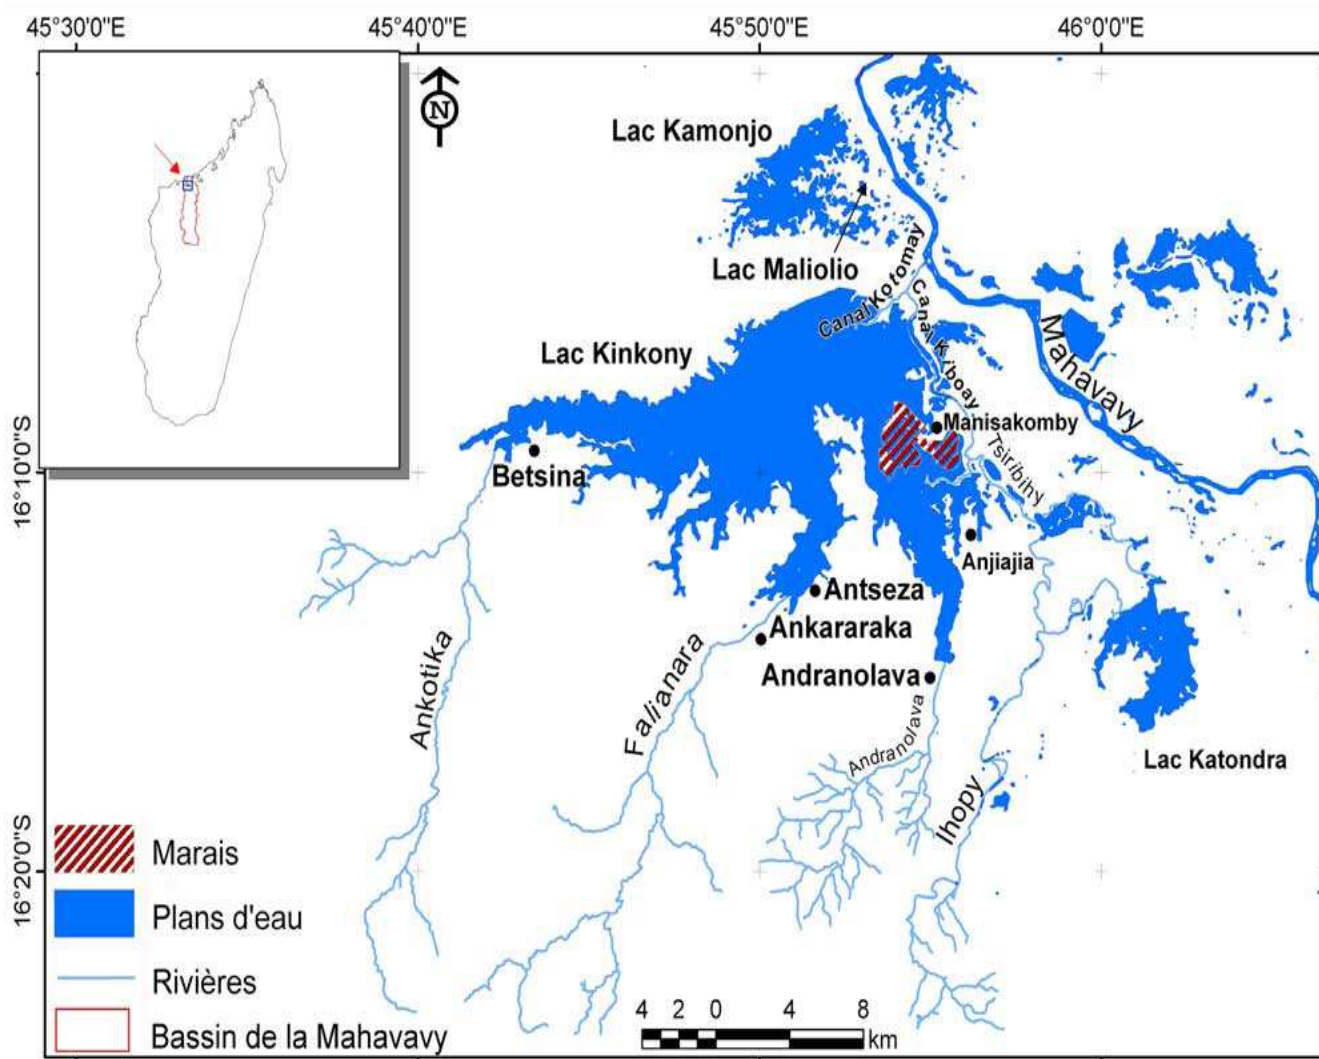 45°30'0"E
45°40'0"E
45°50'0"E
46°0'0"E
N
Lac Kamonjo
Lac Maliolio
Canal Kotomay
Canal Kiboay
Lac Kinkony
Mahavavy
Manisakomby
Tsiribihy
16°10'0"S
Betsina
Anjiajia
Antseza
Ankararaka
Andranolava
Ankotika
Falianara
Andranolava
Ihopy
Lac Katondra
16°20'0"S
Marais
Plans d'eau
Rivières
Bassin de la Mahavavy
4 2 0 4 8
km